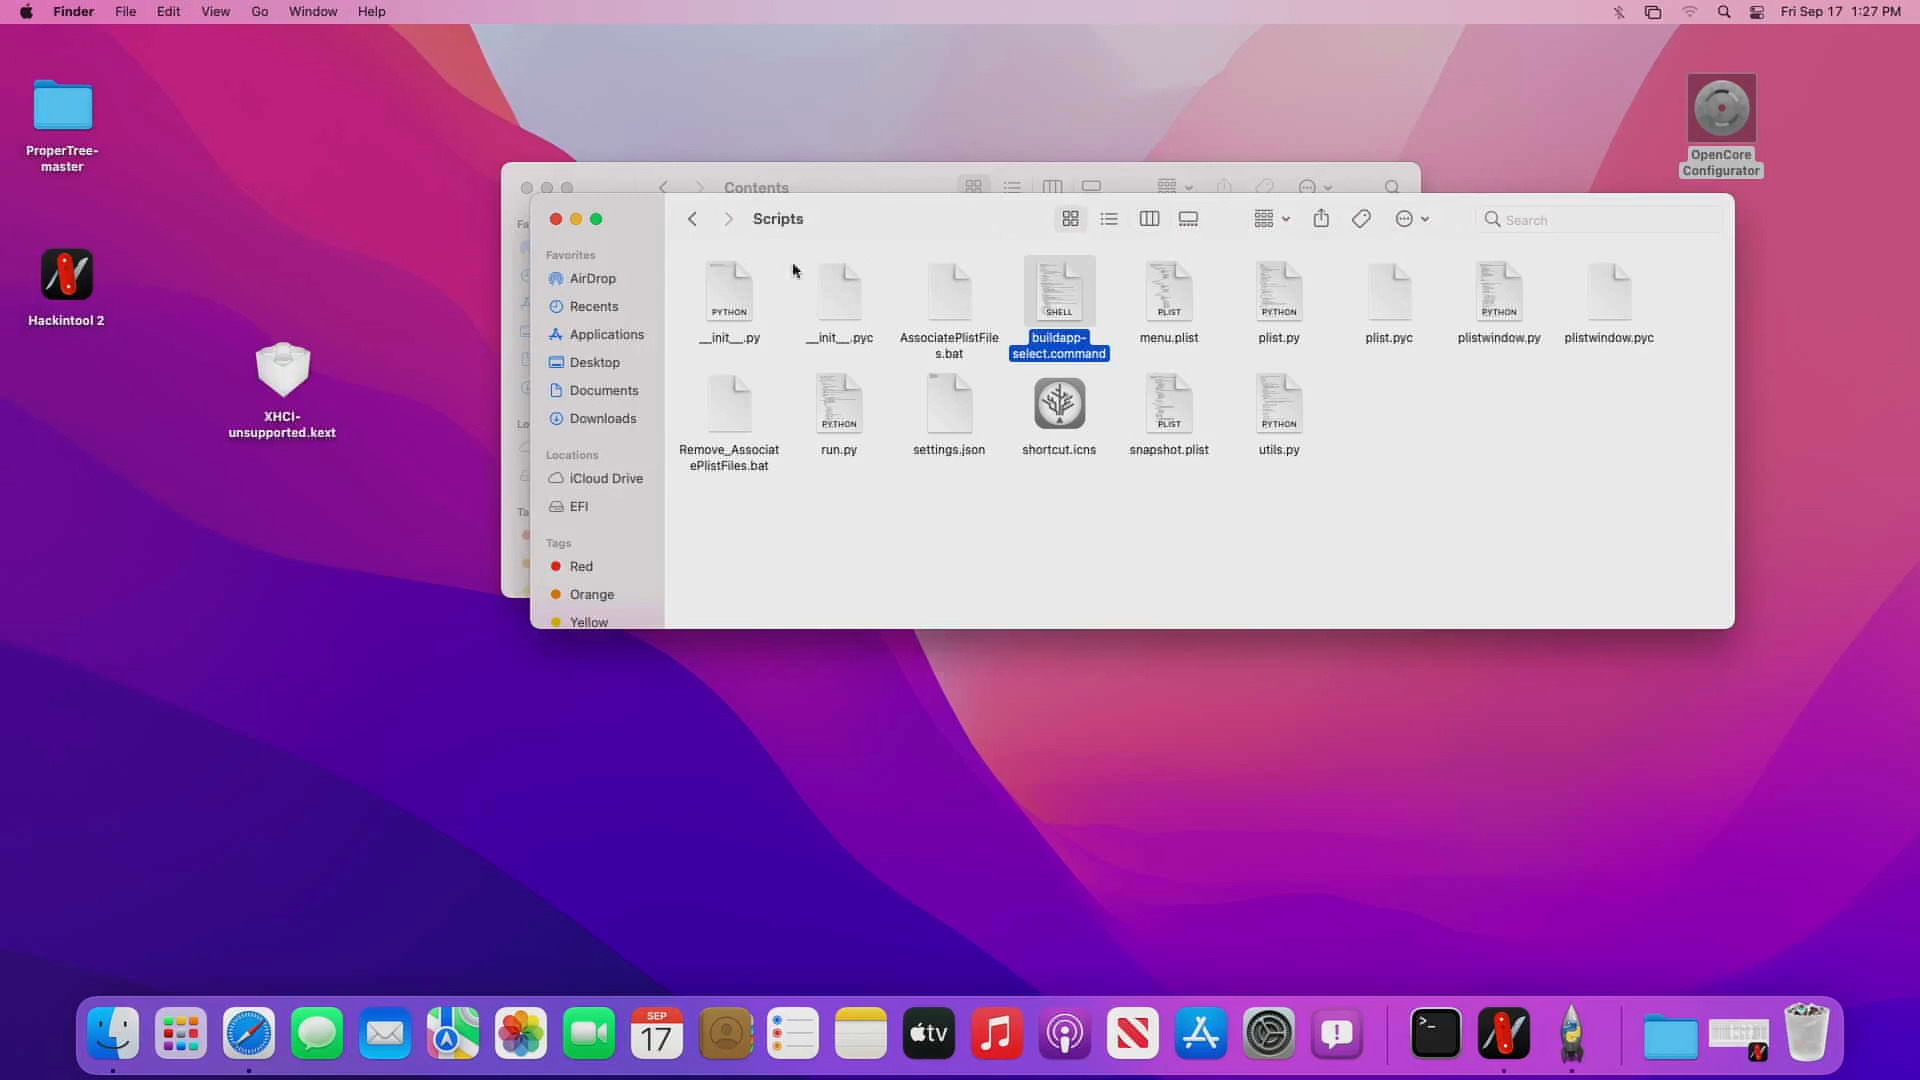 Finder File Edit View Go Window Help
Fri Sep 17 1:27 PM
ProperTree-
master
Hackintool 2
XHCI-
unsupported.kext
OpenCore
Configurator
Contents
Fa
Lo
Ta
Scripts
Search
Favorites
AirDrop
Recents
Applications
Desktop
Documents
Downloads
Locations
iCloud Drive
EFI
Tags
Red
Orange
Yellow
PYTHON
SHELL
PLIST
PYTHON
PYTHON
__init__.py
__init__.pyc
AssociatePlistFile
s.bat
buildapp-
select.command
menu.plist
plist.py
plist.pyc
plistwindow.py
plistwindow.pyc
PYTHON
PLIST
PYTHON
Remove_Associat
ePlistFiles.bat
run.py
settings.json
shortcut.icns
snapshot.plist
utils.py
SEP
17
tv
>_